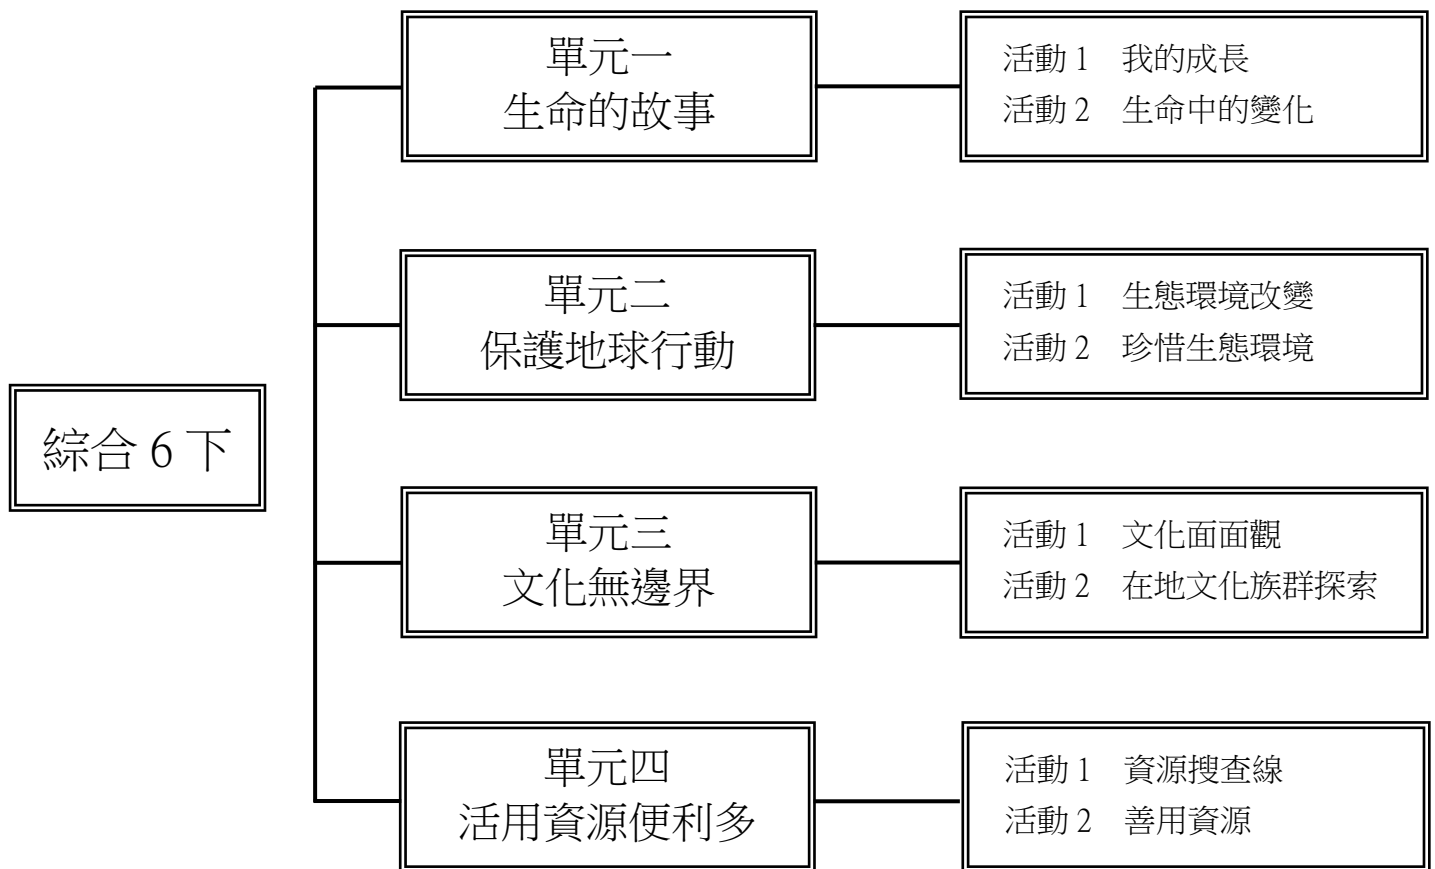 單元一
生命的故事
活動 1 我的成長
活動 2 生命中的變化
單元二
保護地球行動
活動 1 生態環境改變
活動 2 珍惜生態環境
綜合 6 下
單元三
文化無邊界
活動 1 文化面面觀
活動 2 在地文化族群探索
單元四
活用資源便利多
活動 1 資源搜查線
活動 2 善用資源